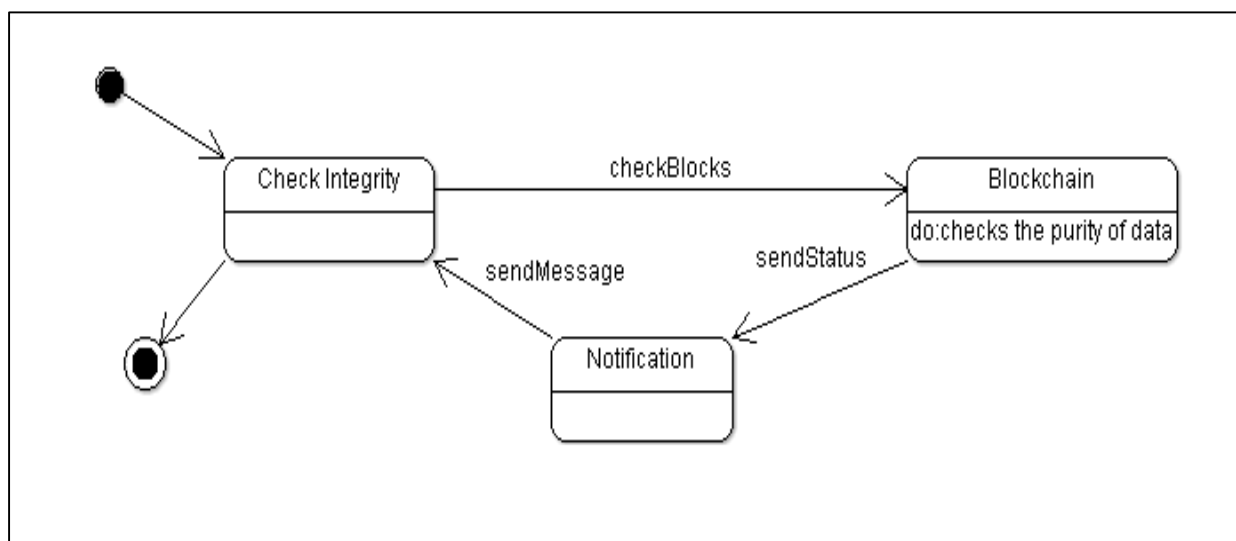 Check Integrity
checkBlocks
Blockchain
do:checks the purity of data
sendMessage
sendStatus
Notification